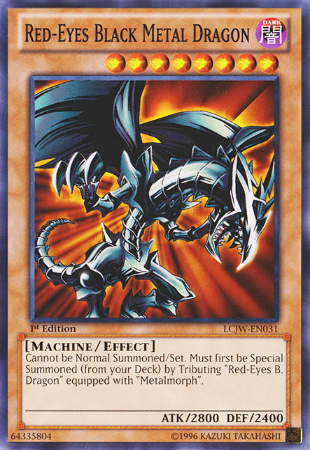 RED-EYES BLACK METAL DRAGON
DARK
闇
1st Edition
LCJW-EN031
[MACHINE / EFFECT]
Cannot be Normal Summoned/Set. Must first be Special
Summoned (from your Deck) by Tributing "Red-Eyes B.
Dragon" equipped with "Metalmorph".
ATK/2800 DEF/2400
64335804
©1996 KAZUKI TAKAHASHI